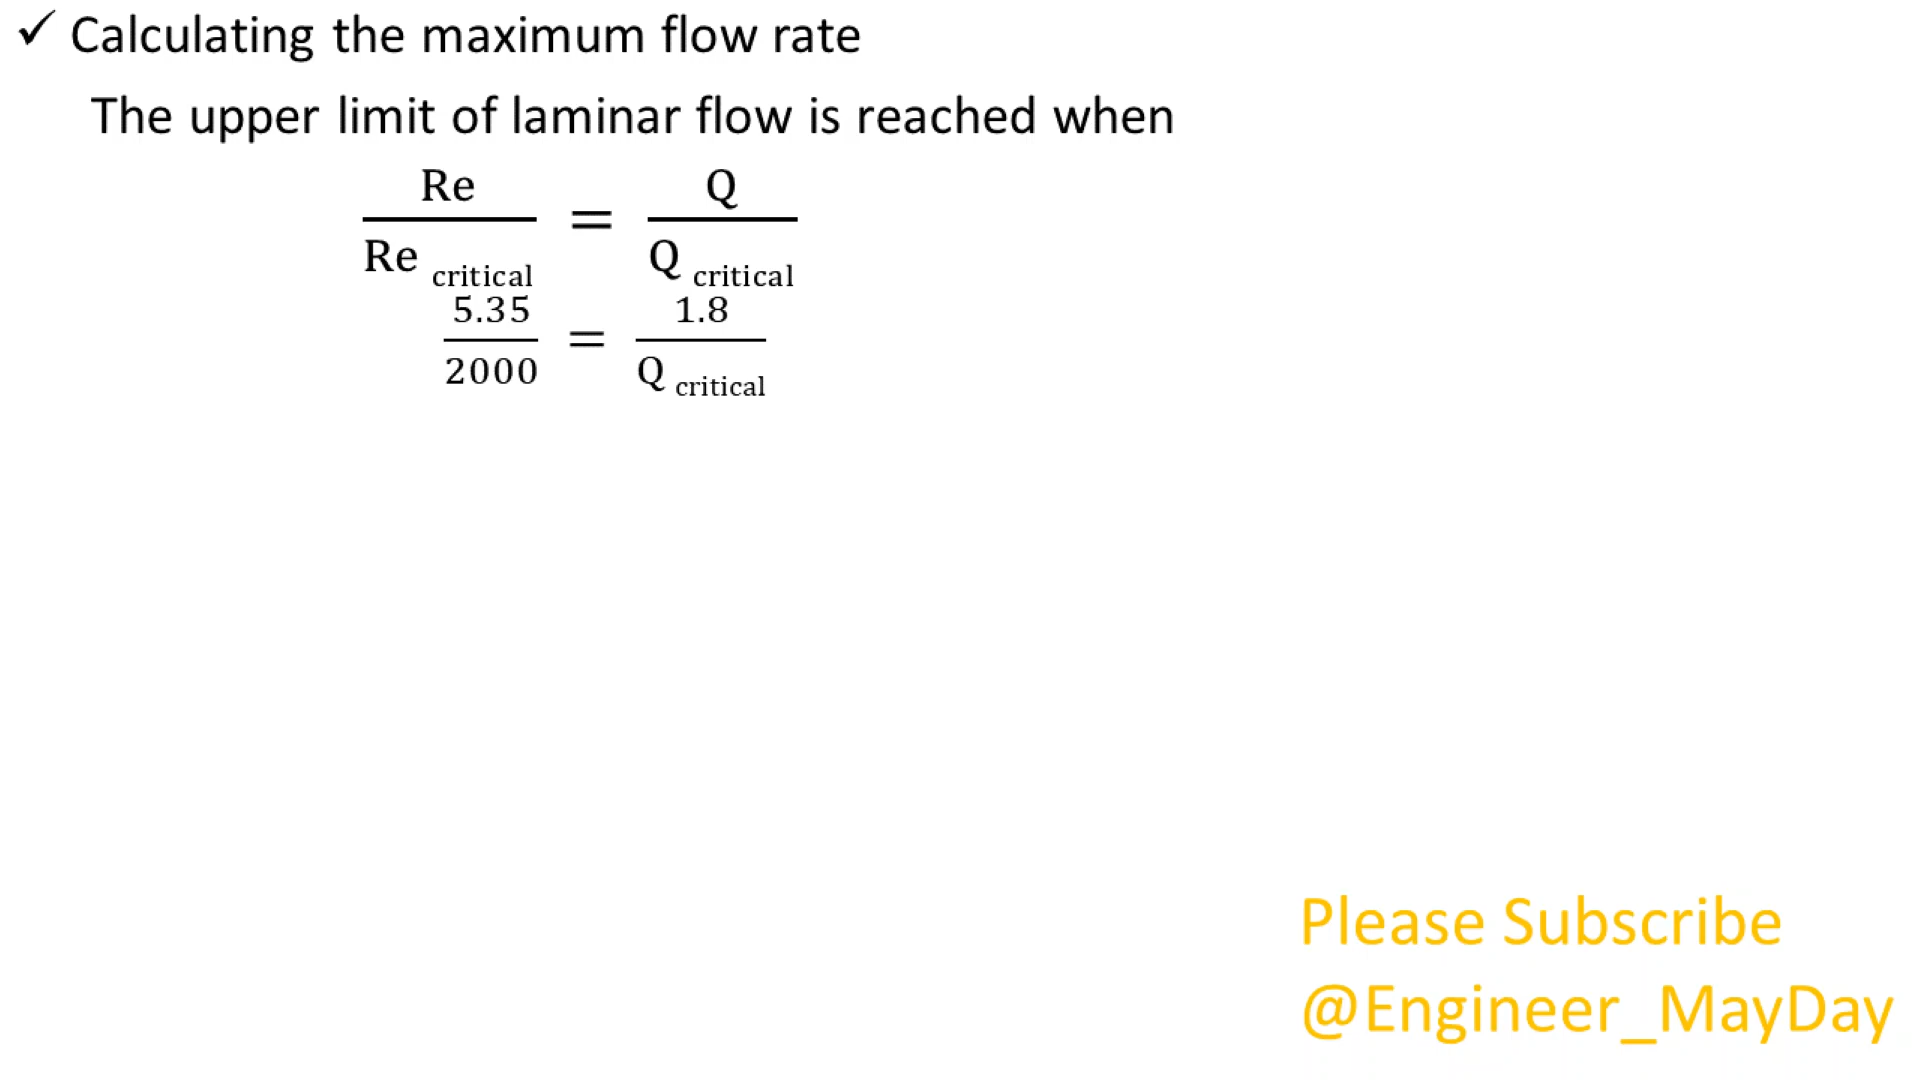 ✓ Calculating the maximum flow rate
The upper limit of laminar flow is reached when
Re / Re critical = Q / Q critical
5.35 / 2000 = 1.8 / Q critical
Please Subscribe
@Engineer_MayDay